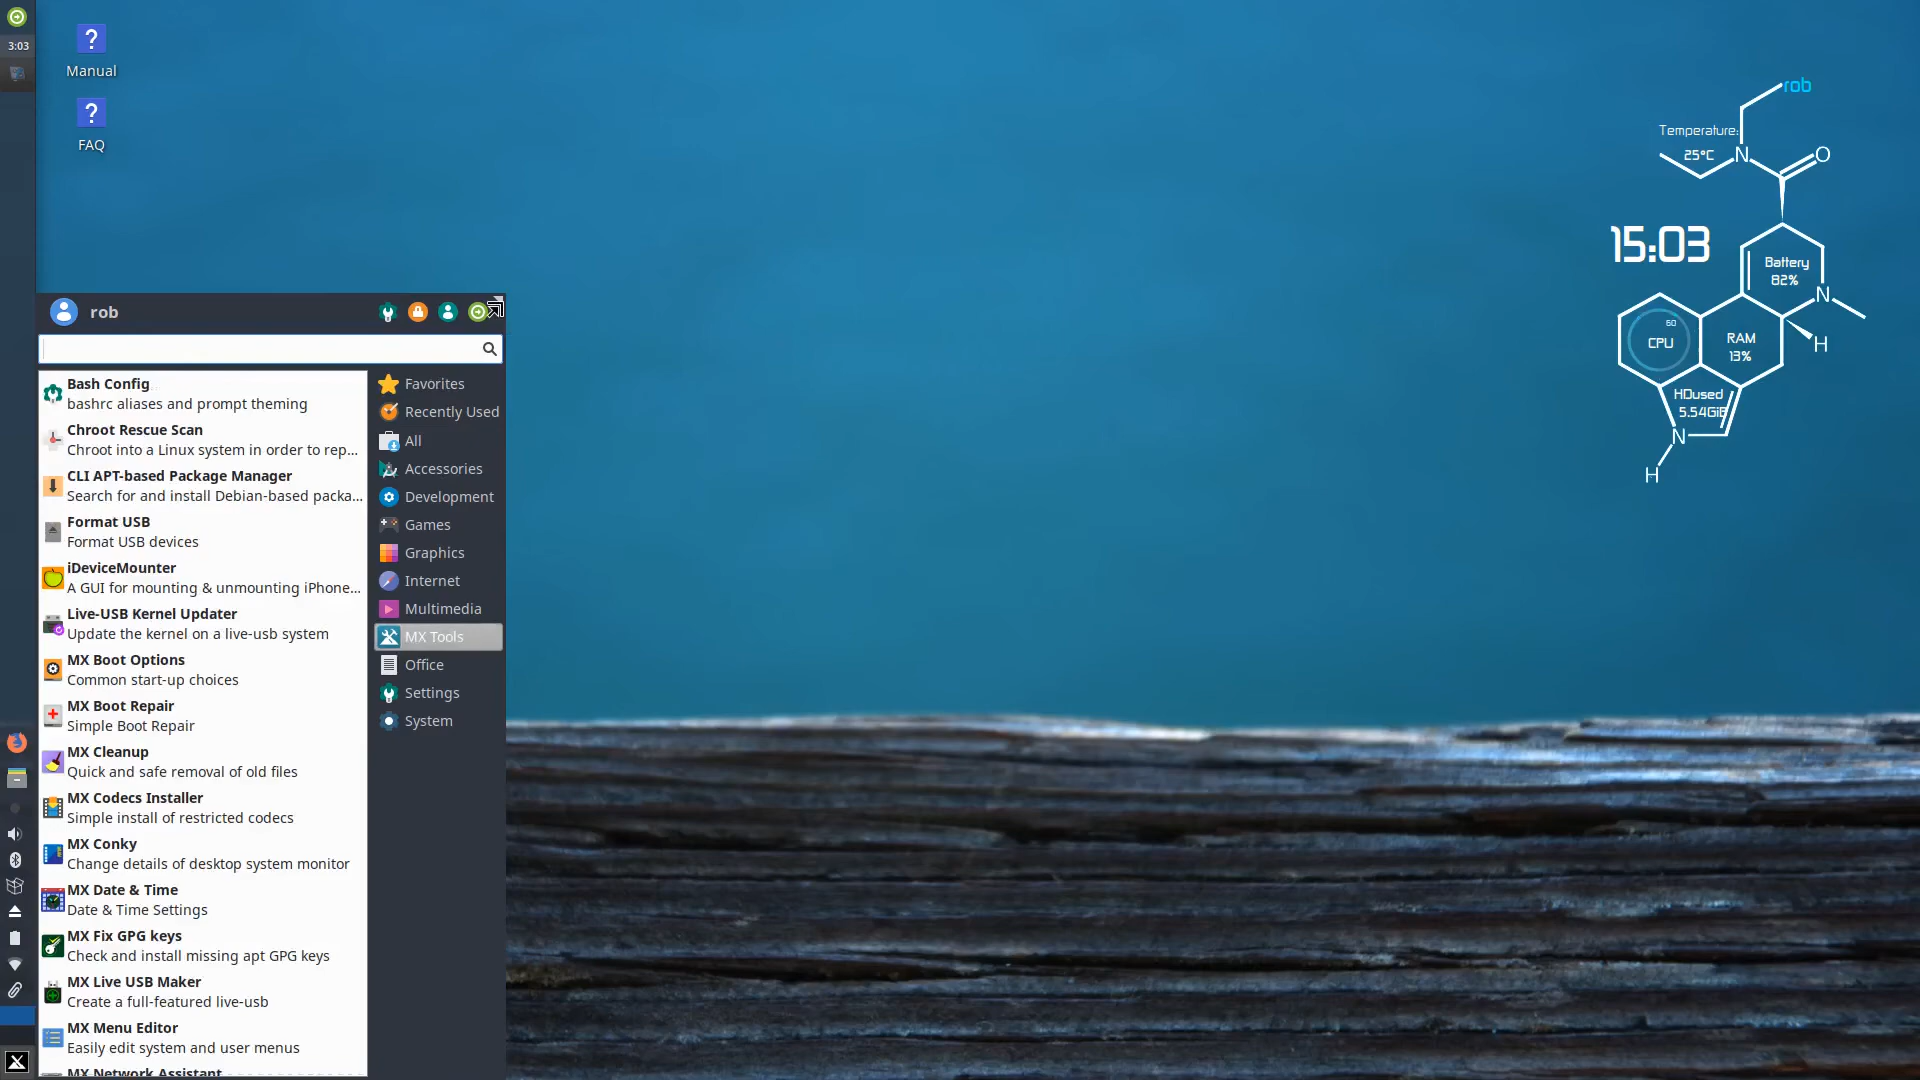 3:03
Manual
FAQ
rob
Bash Config
bashrc aliases and prompt theming
Chroot Rescue Scan
Chroot into a Linux system in order to rep...
CLI APT-based Package Manager
Search for and install Debian-based packa...
Format USB
Format USB devices
iDeviceMounter
A GUI for mounting & unmounting iPhone...
Live-USB Kernel Updater
Update the kernel on a live-usb system
MX Boot Options
Common start-up choices
MX Boot Repair
Simple Boot Repair
MX Cleanup
Quick and safe removal of old files
MX Codecs Installer
Simple install of restricted codecs
MX Conky
Change details of desktop system monitor
MX Date & Time
Date & Time Settings
MX Fix GPG keys
Check and install missing apt GPG keys
MX Live USB Maker
Create a full-featured live-usb
MX Menu Editor
Easily edit system and user menus
MX Network Assistant
Favorites
Recently Used
All
Accessories
Development
Games
Graphics
Internet
Multimedia
MX Tools
Office
Settings
System
rob
Temperature:
25°C
N
O
15:03
Battery
82%
N
60
CPU
RAM
13%
H
HDused
5.54GiB
N
H